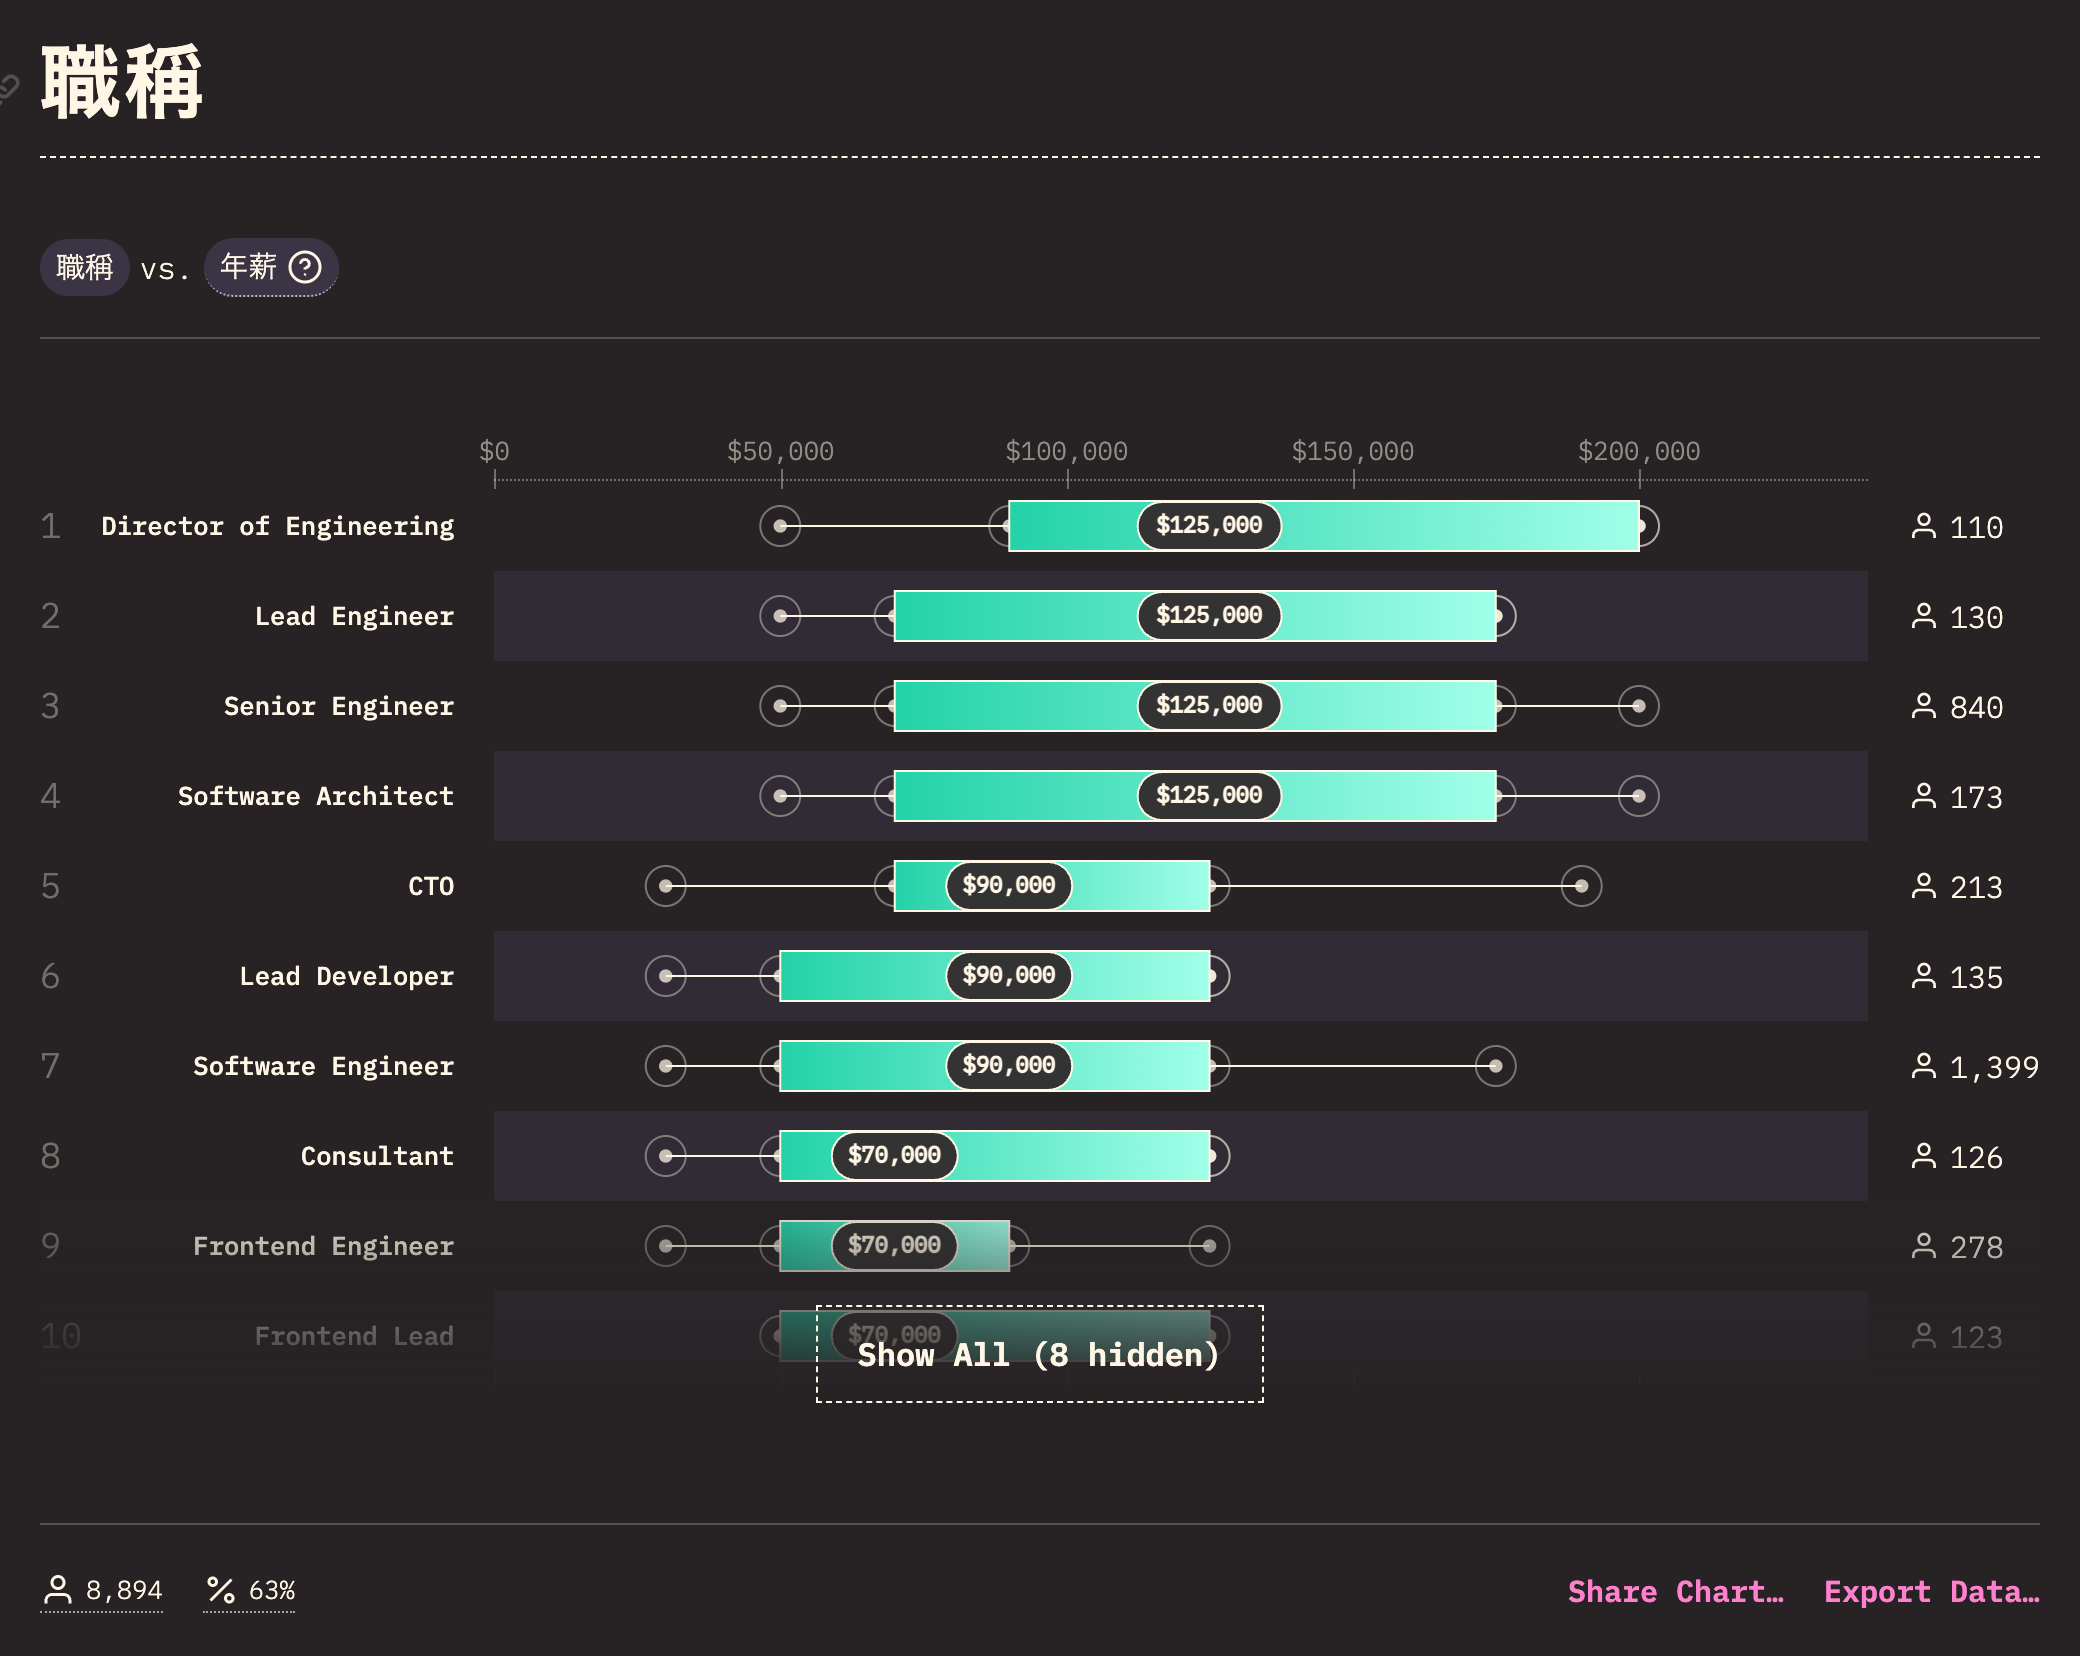 職稱
職稱 vs. 年薪
$0 $50,000 $100,000 $150,000 $200,000
1 Director of Engineering $125,000 110
2 Lead Engineer $125,000 130
3 Senior Engineer $125,000 840
4 Software Architect $125,000 173
5 CTO $90,000 213
6 Lead Developer $90,000 135
7 Software Engineer $90,000 1,399
8 Consultant $70,000 126
9 Frontend Engineer $70,000 278
10 Frontend Lead $70,000 123
Show All (8 hidden)
8,894 63% Share Chart… Export Data…